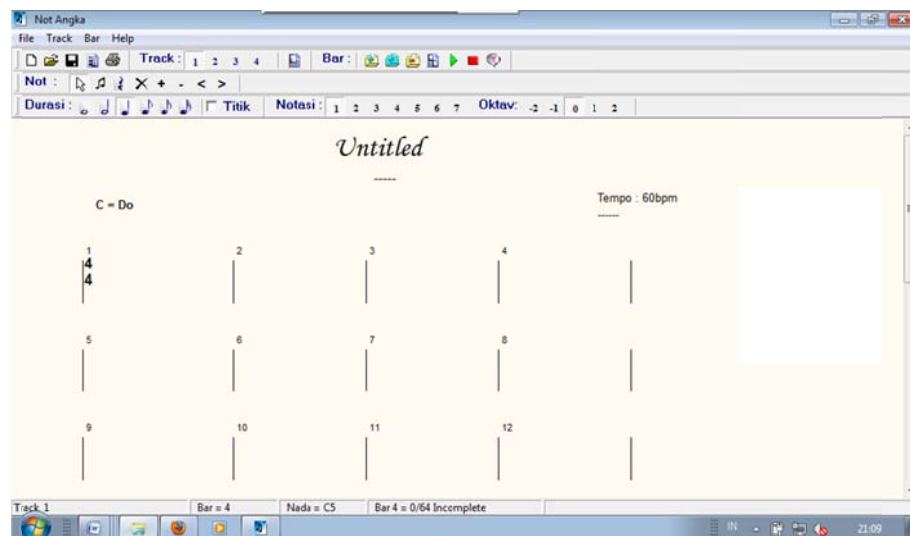 Not Angka
File Track Bar Help
Track : 1 2 3 4 Bar :
Not : + - < >
Durasi : Titik Notasi : 1 2 3 4 5 6 7 Oktav: -2 -1 0 1 2
Untitled
-----
C = Do
Tempo : 60bpm
------
1 2 3 4
4
4
5 6 7 8
9 10 11 12
Track 1 Bar = 4 Nada = C5 Bar 4 = 0/64 Incomplete
IN 21:09